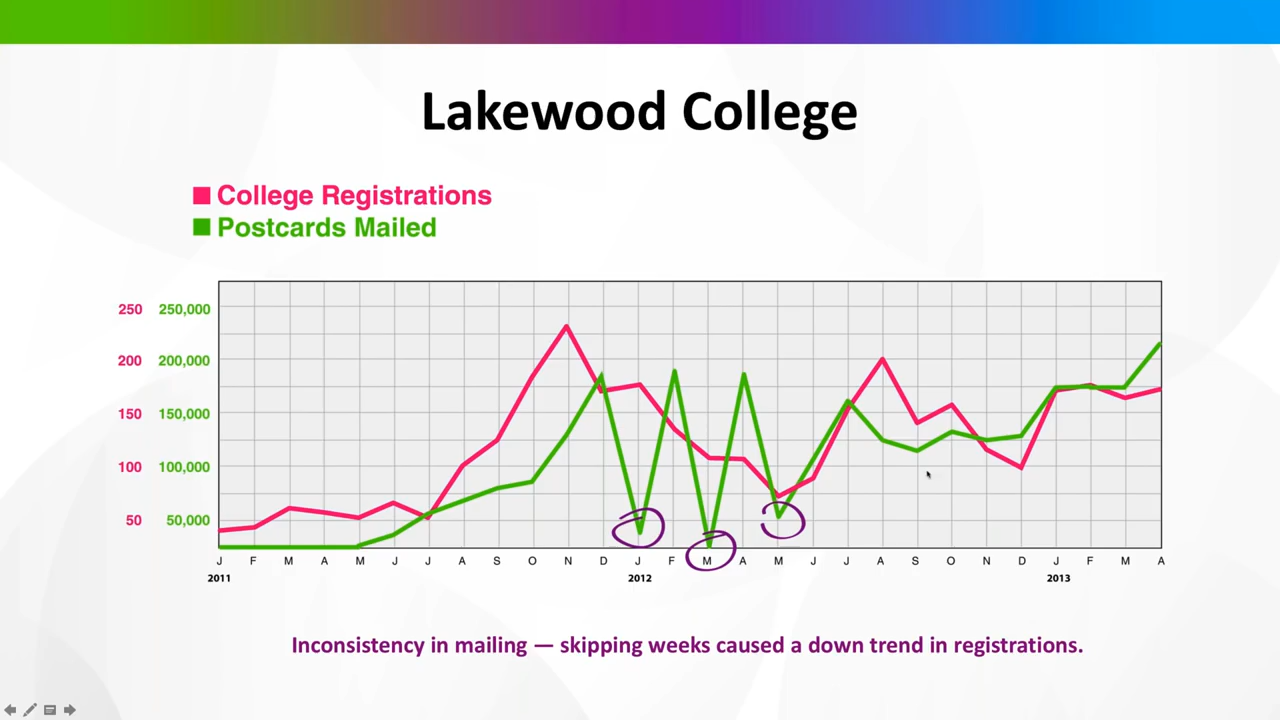 Lakewood College
College Registrations
Postcards Mailed
250 250,000
200 200,000
150 150,000
100 100,000
50 50,000
J F M A M J J A S O N D J F M A M J J A S O N D J F M A
2011 2012 2013
Inconsistency in mailing — skipping weeks caused a down trend in registrations.